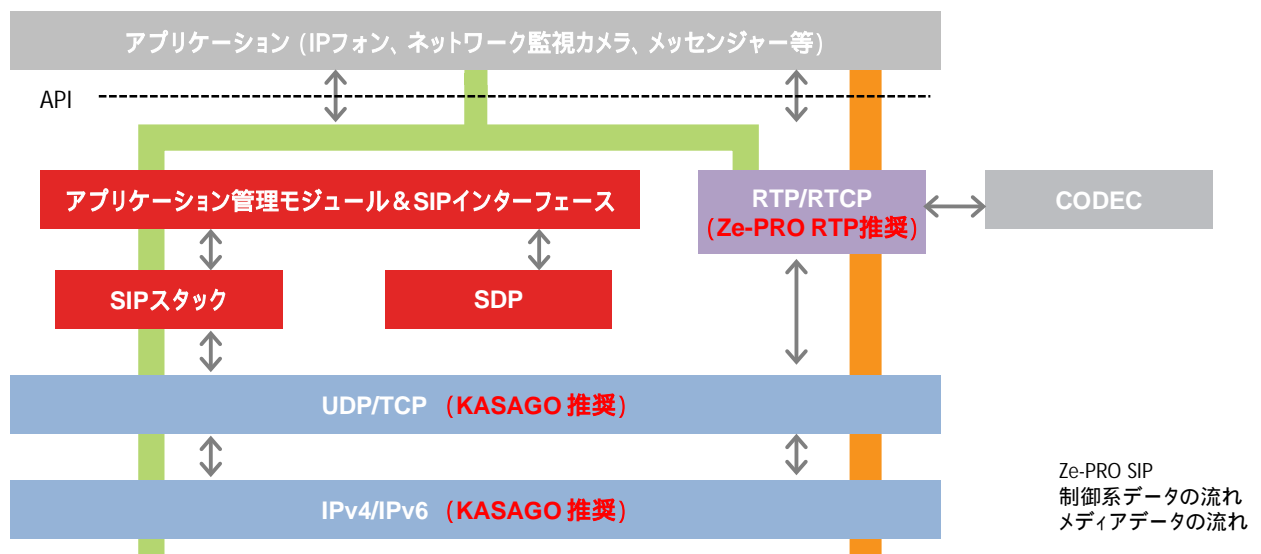 アプリケーション（IPフォン、ネットワーク監視カメラ、メッセンジャー等）
API
アプリケーション管理モジュール＆SIPインターフェース
RTP/RTCP
（Ze-PRO RTP推奨）
CODEC
SIPスタック
SDP
UDP/TCP （KASAGO 推奨）
IPv4/IPv6 （KASAGO 推奨）
Ze-PRO SIP
制御系データの流れ
メディアデータの流れ